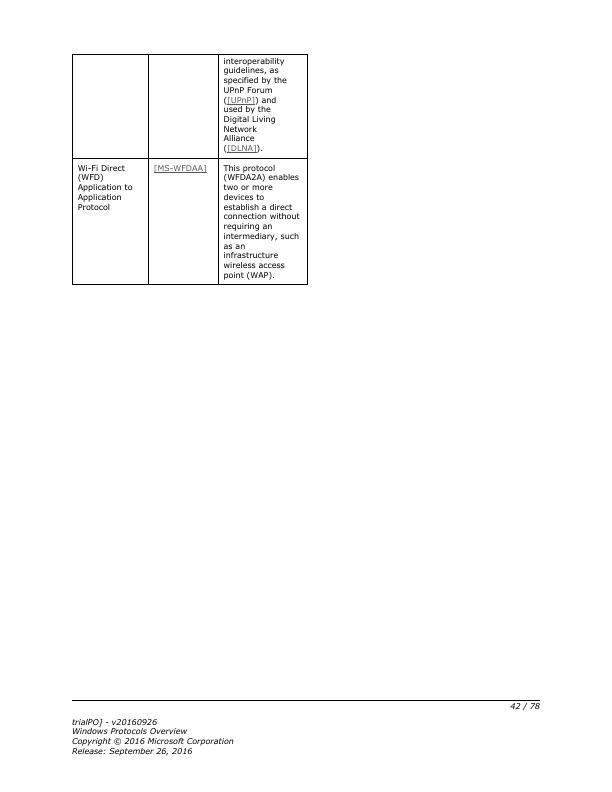 interoperability
guidelines, as
specified by the
UPnP Forum
([UPnP]) and
used by the
Digital Living
Network
Alliance
([DLNA]).
Wi-Fi Direct
(WFD)
Application to
Application
Protocol
[MS-WFDAA]
This protocol
(WFDA2A) enables
two or more
devices to
establish a direct
connection without
requiring an
intermediary, such
as an
infrastructure
wireless access
point (WAP).
42 / 78
trialPO] - v20160926
Windows Protocols Overview
Copyright © 2016 Microsoft Corporation
Release: September 26, 2016